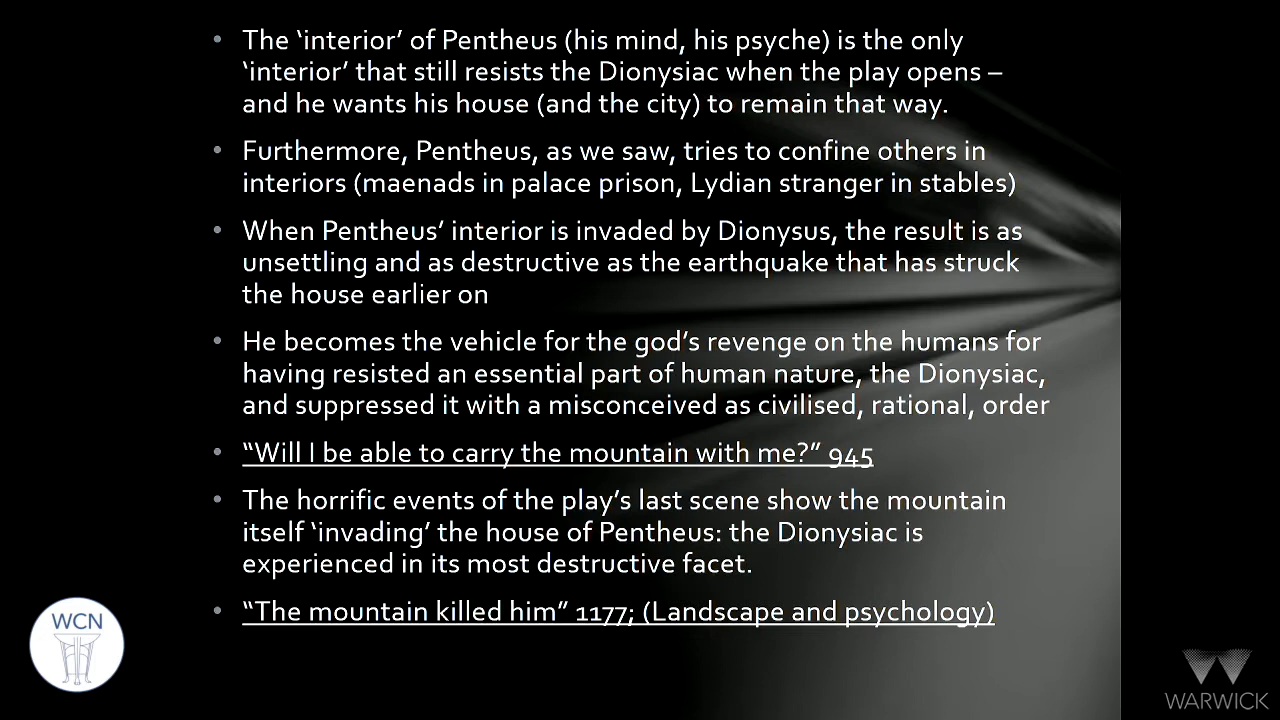 • The ‘interior’ of Pentheus (his mind, his psyche) is the only
‘interior’ that still resists the Dionysiac when the play opens –
and he wants his house (and the city) to remain that way.
• Furthermore, Pentheus, as we saw, tries to confine others in
interiors (maenads in palace prison, Lydian stranger in stables)
• When Pentheus’ interior is invaded by Dionysus, the result is as
unsettling and as destructive as the earthquake that has struck
the house earlier on
• He becomes the vehicle for the god’s revenge on the humans for
having resisted an essential part of human nature, the Dionysiac,
and suppressed it with a misconceived as civilised, rational, order
• “Will I be able to carry the mountain with me?” 945
• The horrific events of the play’s last scene show the mountain
itself ‘invading’ the house of Pentheus: the Dionysiac is
experienced in its most destructive facet.
• “The mountain killed him” 1177; (Landscape and psychology)
WCN
WARWICK